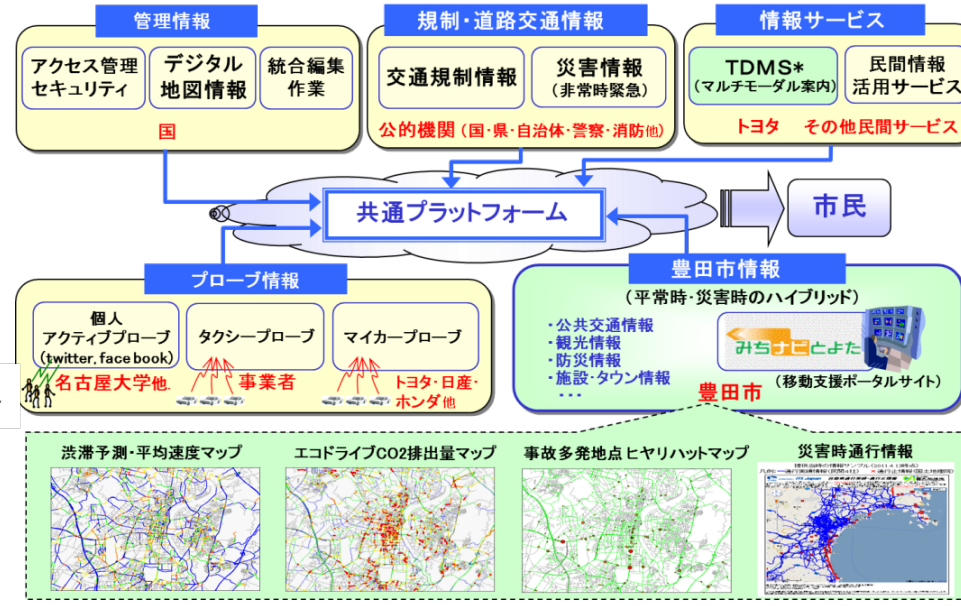 管理情報
アクセス管理
セキュリティ
デジタル
地図情報
統合編集
作業
国
規制・道路交通情報
交通規制情報
災害情報
(非常時緊急)
公的機関(国・県・自治体・警察・消防他)
情報サービス
TDMS*
(マルチモーダル案内)
民間情報
活用サービス
トヨタ その他民間サービス
共通プラットフォーム
市民
プローブ情報
個人
アクティブプローブ
(twitter, face book)
名古屋大学他.
タクシープローブ
事業者
マイカープローブ
トヨタ・日産・
ホンダ他
豊田市情報
(平常時・災害時のハイブリッド)
・公共交通情報
・観光情報
・防災情報
・施設・タウン情報
・・・
みちナビとよた
(移動支援ポータルサイト)
豊田市
渋滞予測・平均速度マップ
エコドライブCO2排出量マップ
事故多発地点ヒヤリハットマップ
災害時通行情報